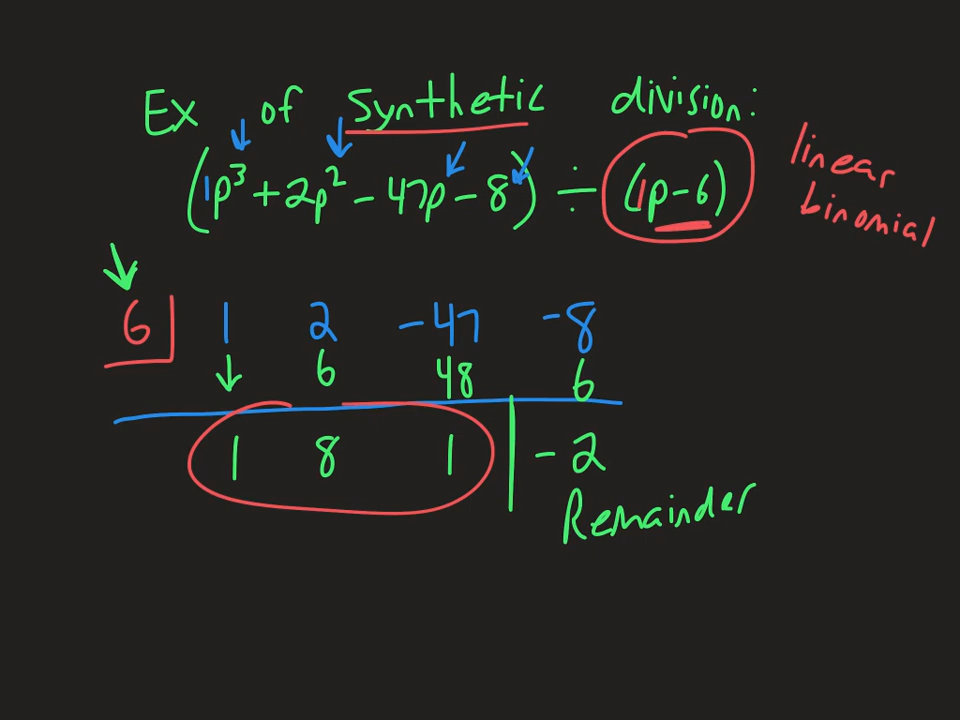 Ex of Synthetic division:
(1p³ + 2p² - 47p - 8) ÷ (1p - 6)
linear
binomial
6 1 2 -47 -8
6 48 6
1 8 1 -2
Remainder